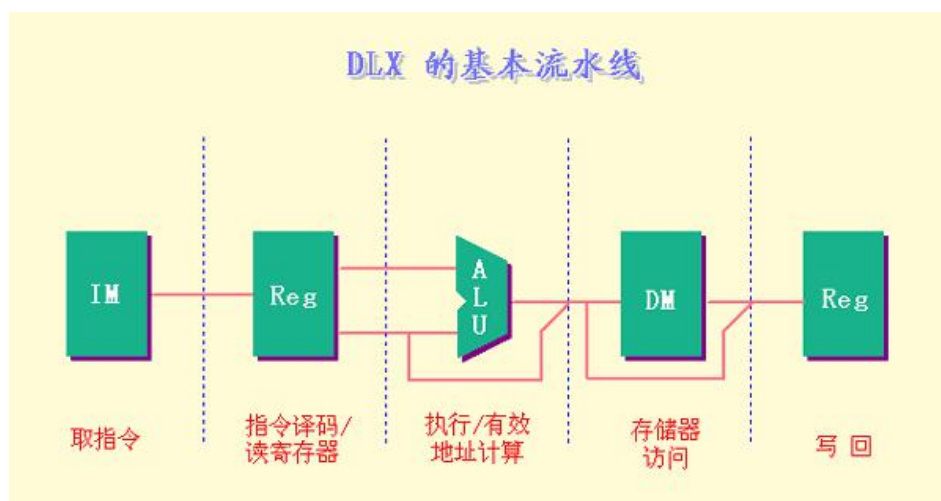 DLX 的基本流水线
IM
Reg
ALU
DM
Reg
取指令
指令译码/
读寄存器
执行/有效
地址计算
存储器
访问
写 回